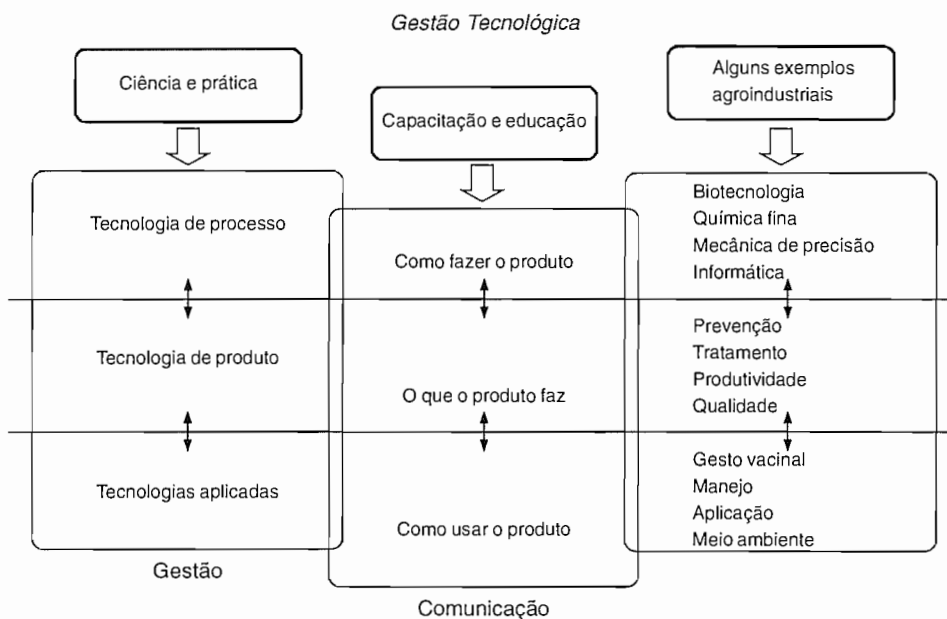 Gestão Tecnológica
Ciência e prática
Capacitação e educação
Alguns exemplos
agroindustriais
Tecnologia de processo
Como fazer o produto
Biotecnologia
Química fina
Mecânica de precisão
Informática
Tecnologia de produto
O que o produto faz
Prevenção
Tratamento
Produtividade
Qualidade
Tecnologias aplicadas
Como usar o produto
Gesto vacinal
Manejo
Aplicação
Meio ambiente
Gestão
Comunicação